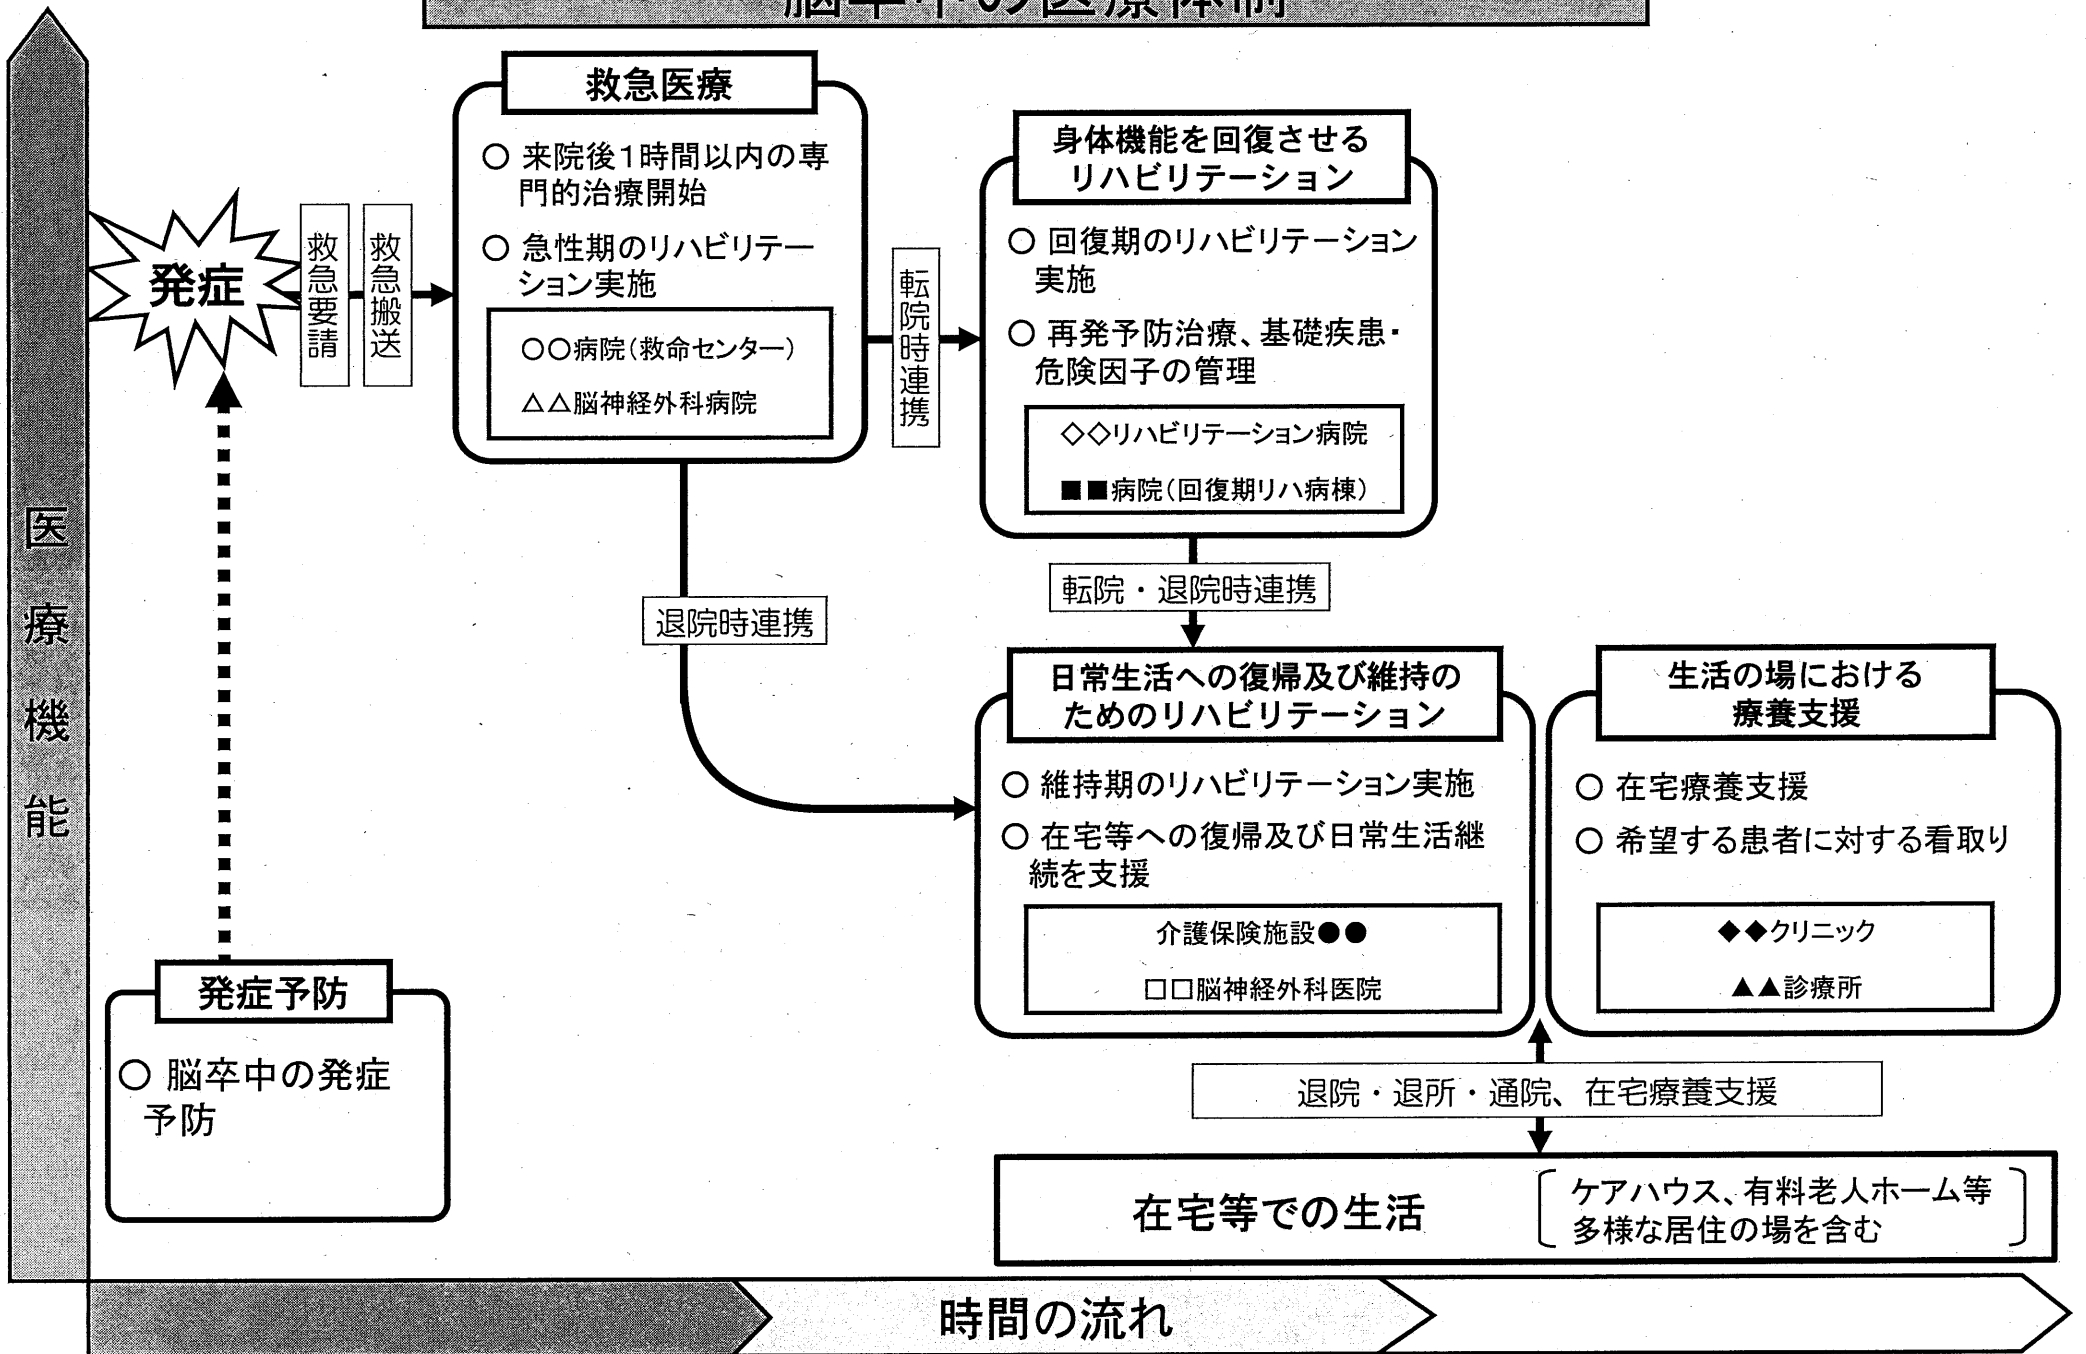 脳卒中の医療体制
救急医療
○ 来院後1時間以内の専
門的治療開始
○ 急性期のリハビリテー
ション実施
○○病院(救命センター)
△△脳神経外科病院
身体機能を回復させる
リハビリテーション
○ 回復期のリハビリテーション
実施
○ 再発予防治療、基礎疾患・
危険因子の管理
◇◇リハビリテーション病院
■■病院(回復期リハ病棟)
発症
救急要請
救急搬送
転院時連携
退院時連携
転院・退院時連携
日常生活への復帰及び維持の
ためのリハビリテーション
○ 維持期のリハビリテーション実施
○ 在宅等への復帰及び日常生活継
続を支援
介護保険施設●●
□□脳神経外科医院
生活の場における
療養支援
○ 在宅療養支援
○ 希望する患者に対する看取り
◆◆クリニック
▲▲診療所
発症予防
○ 脳卒中の発症
予防
退院・退所・通院、在宅療養支援
在宅等での生活
ケアハウス、有料老人ホーム等
多様な居住の場を含む
医療機能
時間の流れ